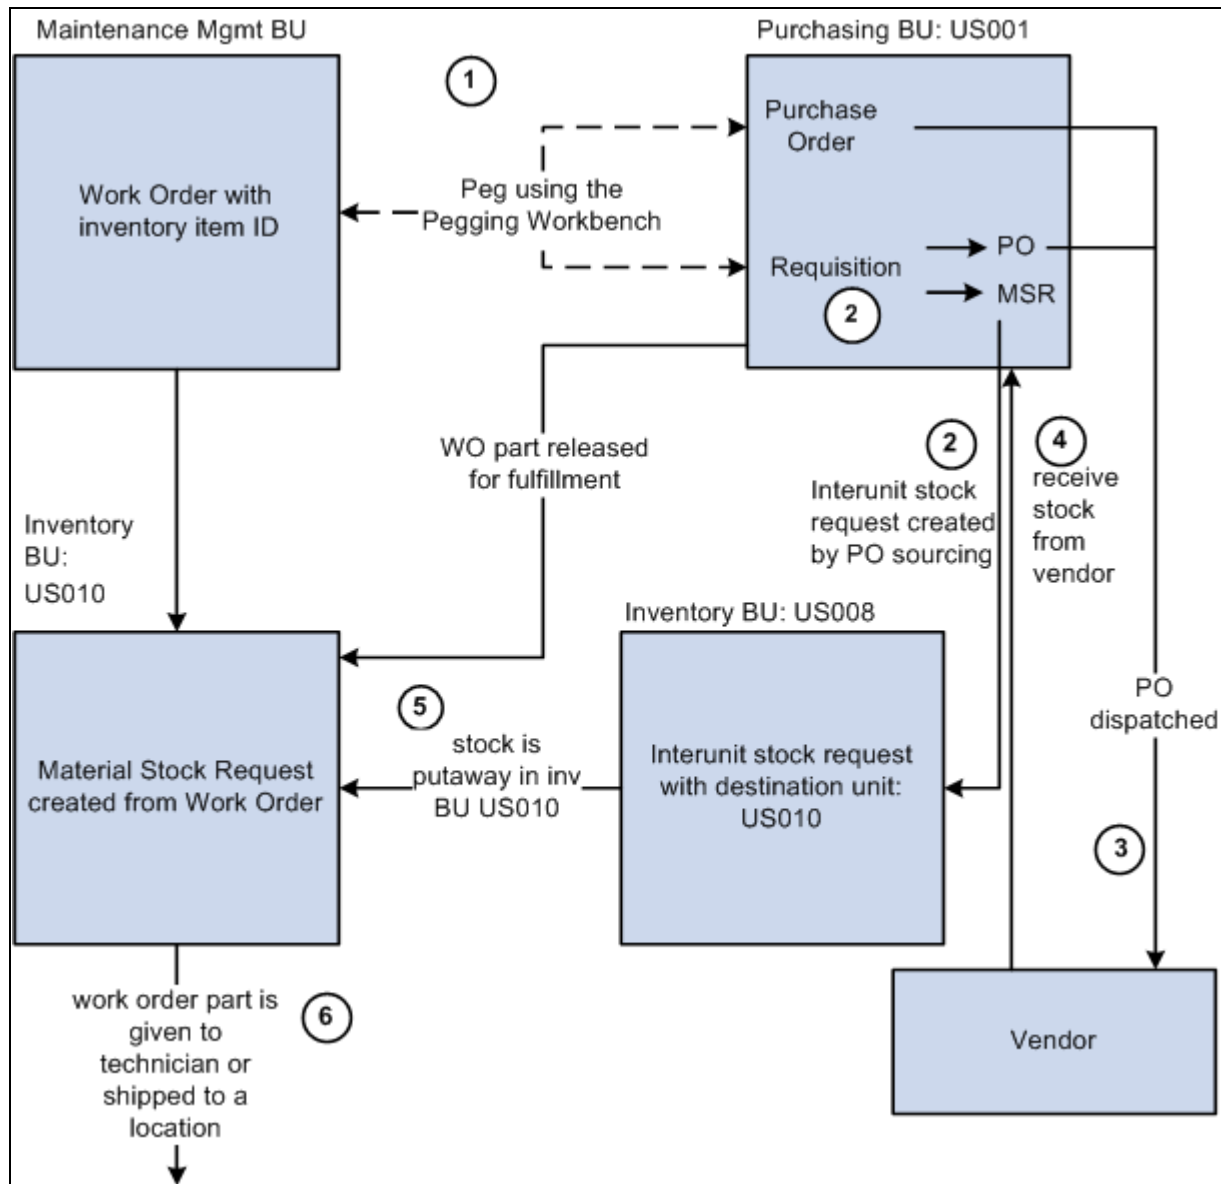 Maintenance Mgmt BU
Purchasing BU: US001
1
Purchase
Order
Work Order with
inventory item ID
Peg using the
Pegging Workbench
Requisition
PO
MSR
2
WO part released
for fulfillment
2
Interunit stock
request created
by PO sourcing
4
receive
stock
from
vendor
Inventory
BU:
US010
Inventory BU: US008
PO
dispatched
5
stock is
putaway in inv
BU US010
Material Stock Request
created from Work Order
Interunit stock request
with destination unit:
US010
3
work order part is
given to
technician or
shipped to a
location
6
Vendor